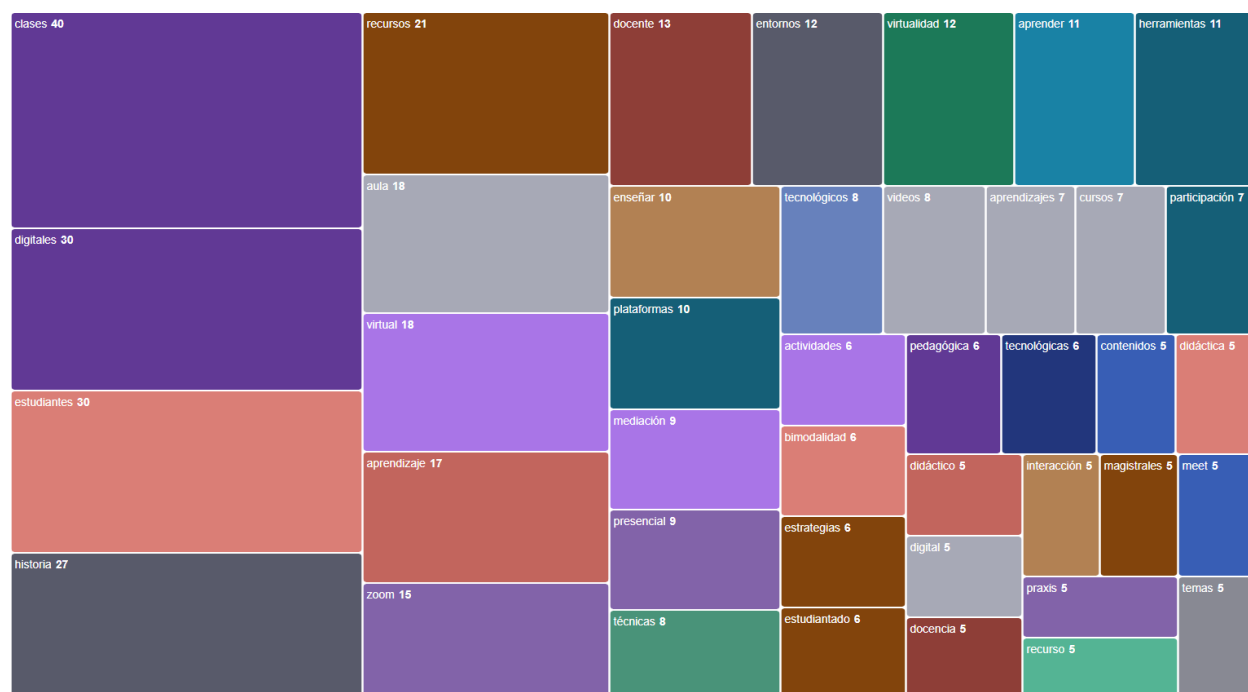 clases 40
digitales 30
estudiantes 30
historia 27
recursos 21
aula 18
virtual 18
aprendizaje 17
zoom 15
docente 13
entornos 12
virtualidad 12
aprender 11
herramientas 11
enseñar 10
plataformas 10
mediación 9
presencial 9
técnicas 8
tecnológicos 8
videos 8
aprendizajes 7
cursos 7
participación 7
actividades 6
bimodalidad 6
estrategias 6
estudiantado 6
pedagógica 6
tecnológicas 6
contenidos 5
didáctica 5
didáctico 5
digital 5
docencia 5
interacción 5
magistrales 5
meet 5
praxis 5
recurso 5
temas 5